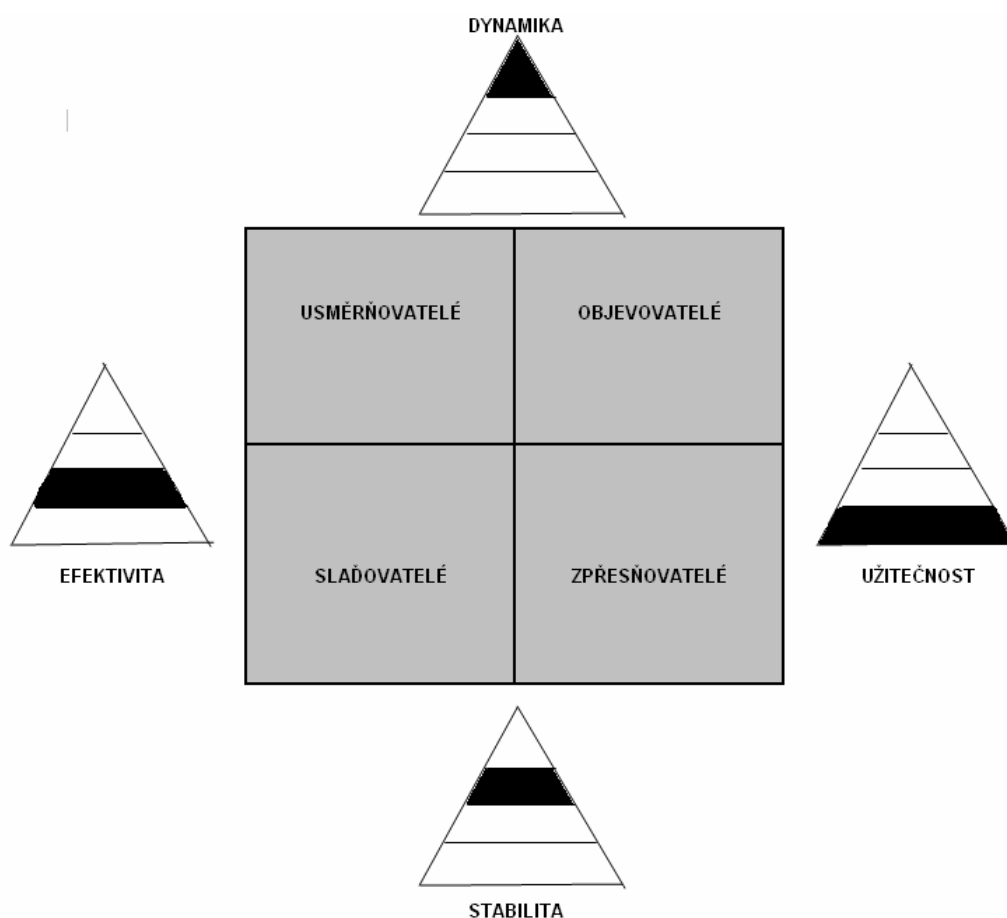 DYNAMIKA
USMĚRŇOVATELÉ
OBJEVOVATELÉ
EFEKTIVITA
SLAĎOVATELÉ
ZPŘESŇOVATELÉ
UŽITEČNOST
STABILITA